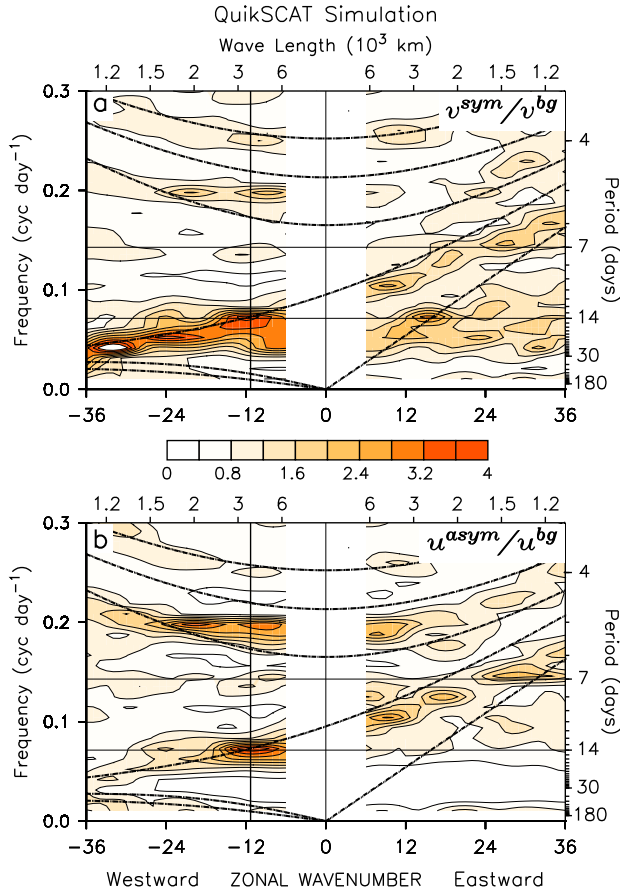 QuikSCAT Simulation
Wave Length (10³ km)
1.2 1.5 2 3 6 6 3 2 1.5 1.2
a
v^sym/v^bg
Frequency (cyc day⁻¹)
0.3
0.2
0.1
0.0
4
7
14
30
180
Period (days)
-36 -24 -12 0 12 24 36
0 0.8 1.6 2.4 3.2 4
1.2 1.5 2 3 6 6 3 2 1.5 1.2
b
u^asym/u^bg
Frequency (cyc day⁻¹)
0.3
0.2
0.1
0.0
4
7
14
30
180
Period (days)
-36 -24 -12 0 12 24 36
Westward ZONAL WAVENUMBER Eastward